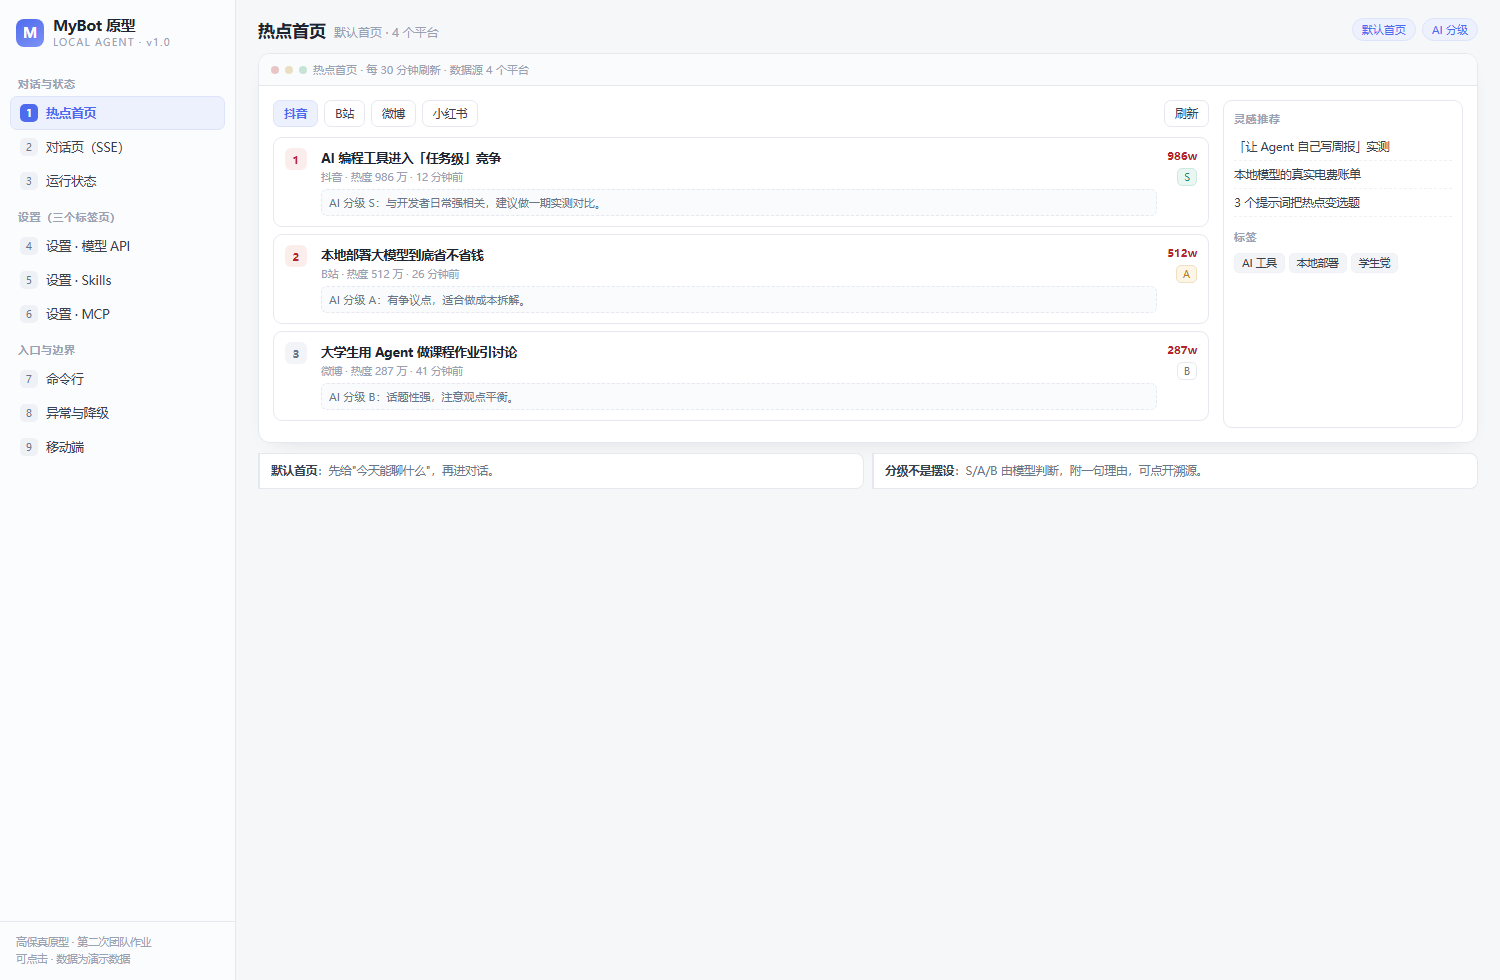 M
MyBot 原型
LOCAL AGENT · v1.0
对话与状态
1 热点首页
2 对话页（SSE）
3 运行状态
设置（三个标签页）
4 设置 · 模型 API
5 设置 · Skills
6 设置 · MCP
入口与边界
7 命令行
8 异常与降级
9 移动端
高保真原型 · 第二次团队作业
可点击 · 数据为演示数据
热点首页 默认首页 · 4 个平台
默认首页 AI 分级
热点首页 · 每 30 分钟刷新 · 数据源 4 个平台
抖音 B站 微博 小红书 刷新
1 AI 编程工具进入「任务级」竞争 986w
抖音 · 热度 986 万 · 12 分钟前 S
AI 分级 S：与开发者日常强相关，建议做一期实测对比。
2 本地部署大模型到底省不省钱 512w
B站 · 热度 512 万 · 26 分钟前 A
AI 分级 A：有争议点，适合做成本拆解。
3 大学生用 Agent 做课程作业引讨论 287w
微博 · 热度 287 万 · 41 分钟前 B
AI 分级 B：话题性强，注意观点平衡。
灵感推荐
「让 Agent 自己写周报」实测
本地模型的真实电费账单
3 个提示词把热点变选题
标签
AI 工具 本地部署 学生党
默认首页：先给"今天能聊什么"，再进对话。
分级不是摆设：S/A/B 由模型判断，附一句理由，可点开溯源。